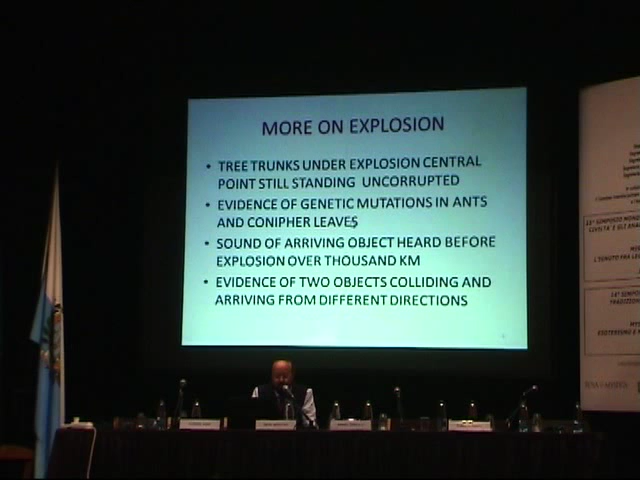 MORE ON EXPLOSION
• TREE TRUNKS UNDER EXPLOSION CENTRAL
POINT STILL STANDING UNCORRUPTED
• EVIDENCE OF GENETIC MUTATIONS IN ANTS
AND CONIPHER LEAVES
• SOUND OF ARRIVING OBJECT HEARD BEFORE
EXPLOSION OVER THOUSAND KM
• EVIDENCE OF TWO OBJECTS COLLIDING AND
ARRIVING FROM DIFFERENT DIRECTIONS